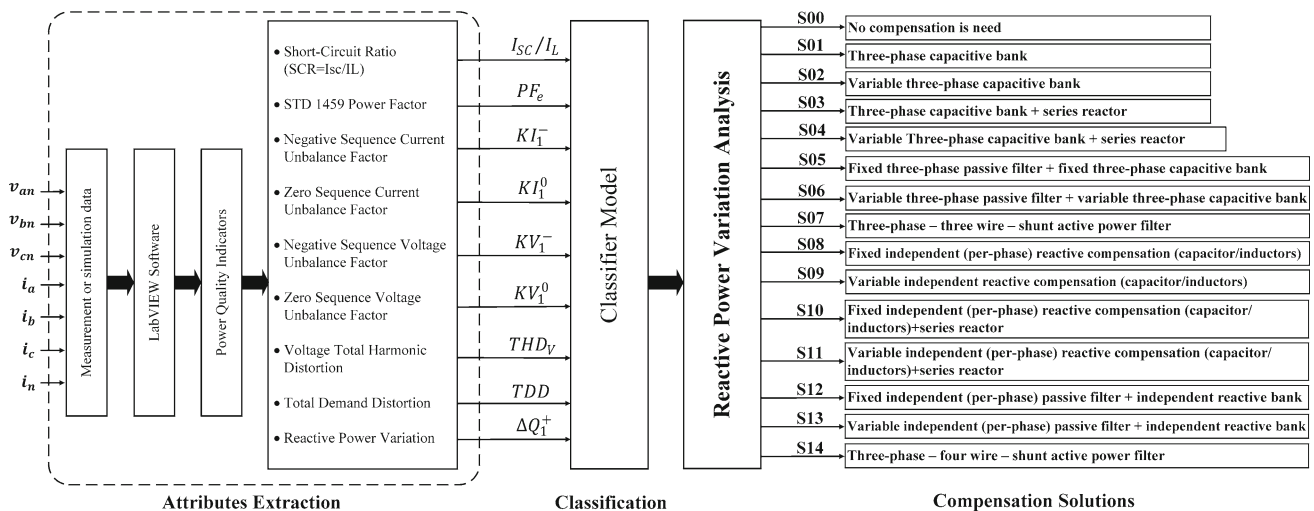 v_an
v_bn
v_cn
i_a
i_b
i_c
i_n
Measurement or simulation data
LabVIEW Software
Power Quality Indicators
• Short-Circuit Ratio
(SCR=Isc/IL)
• STD 1459 Power Factor
• Negative Sequence Current
Unbalance Factor
• Zero Sequence Current
Unbalance Factor
• Negative Sequence Voltage
Unbalance Factor
• Zero Sequence Voltage
Unbalance Factor
• Voltage Total Harmonic
Distortion
• Total Demand Distortion
• Reactive Power Variation
Attributes Extraction
I_SC/I_L
PF_e
KI_1^-
KI_1^0
KV_1^-
KV_1^0
THD_V
TDD
ΔQ_1^+
Classifier Model
Classification
Reactive Power Variation Analysis
S00
No compensation is need
S01
Three-phase capacitive bank
S02
Variable three-phase capacitive bank
S03
Three-phase capacitive bank + series reactor
S04
Variable Three-phase capacitive bank + series reactor
S05
Fixed three-phase passive filter + fixed three-phase capacitive bank
S06
Variable three-phase passive filter + variable three-phase capacitive bank
S07
Three-phase – three wire – shunt active power filter
S08
Fixed independent (per-phase) reactive compensation (capacitor/inductors)
S09
Variable independent reactive compensation (capacitor/inductors)
S10
Fixed independent (per-phase) reactive compensation (capacitor/
inductors)+series reactor
S11
Variable independent (per-phase) reactive compensation (capacitor/
inductors)+series reactor
S12
Fixed independent (per-phase) passive filter + independent reactive bank
S13
Variable independent (per-phase) passive filter + independent reactive bank
S14
Three-phase – four wire – shunt active power filter
Compensation Solutions